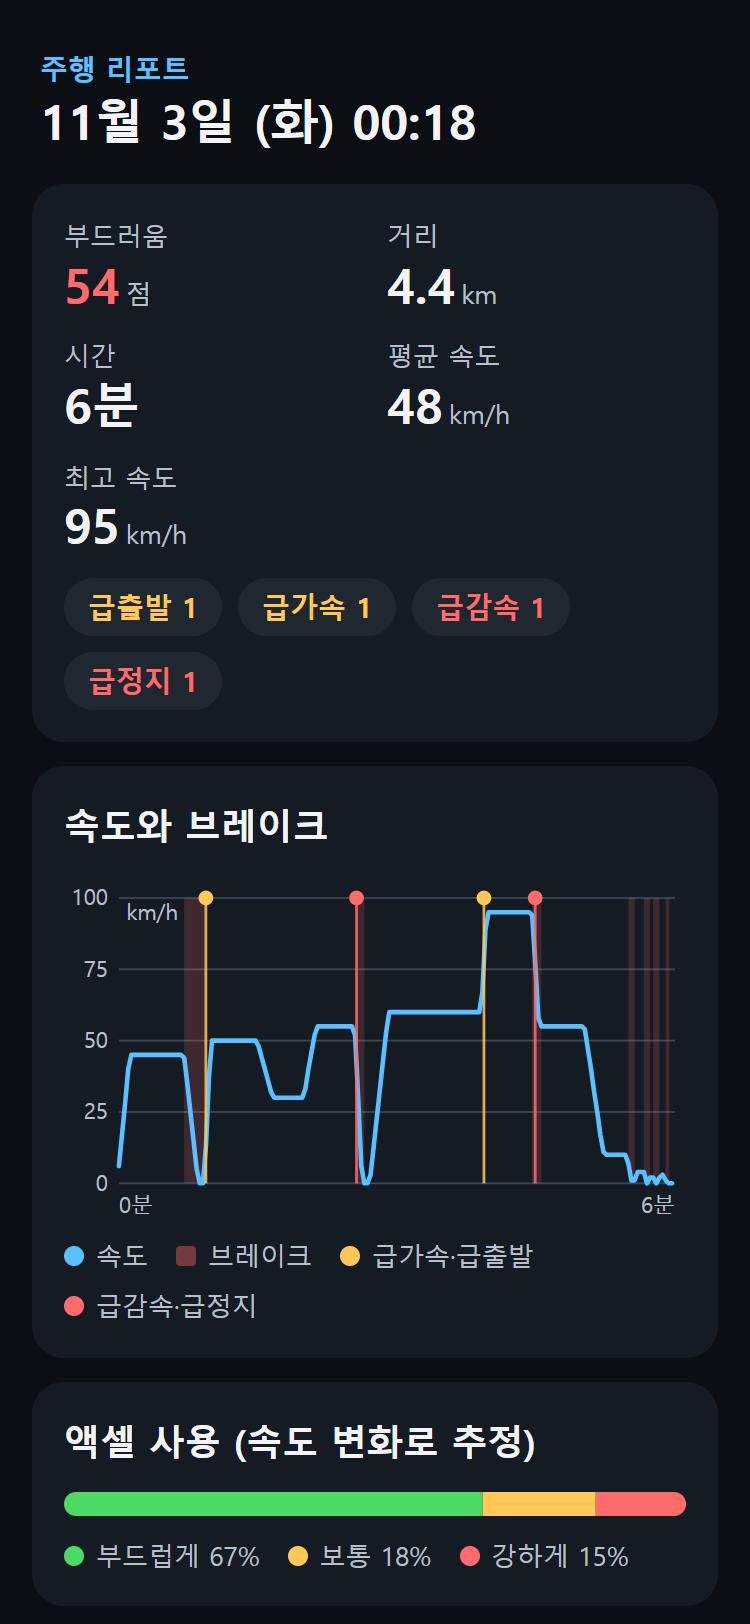 주행 리포트
11월 3일 (화) 00:18
부드러움 거리
54 점 4.4 km
시간 평균 속도
6분 48 km/h
최고 속도
95 km/h
급출발 1 급가속 1 급감속 1
급정지 1
속도와 브레이크
100
km/h
75
50
25
0
0분 6분
속도 브레이크 급가속·급출발
급감속·급정지
액셀 사용 (속도 변화로 추정)
부드럽게 67% 보통 18% 강하게 15%